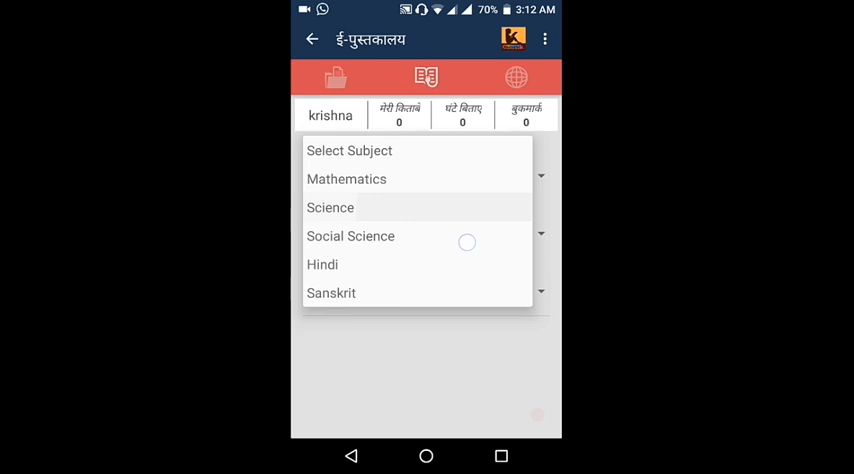 70% 3:12 AM
ई-पुस्तकालय
krishna
मेरी किताबें
0
घंटे बिताए
0
बुकमार्क
0
Select Subject
Mathematics
Science
Social Science
Hindi
Sanskrit